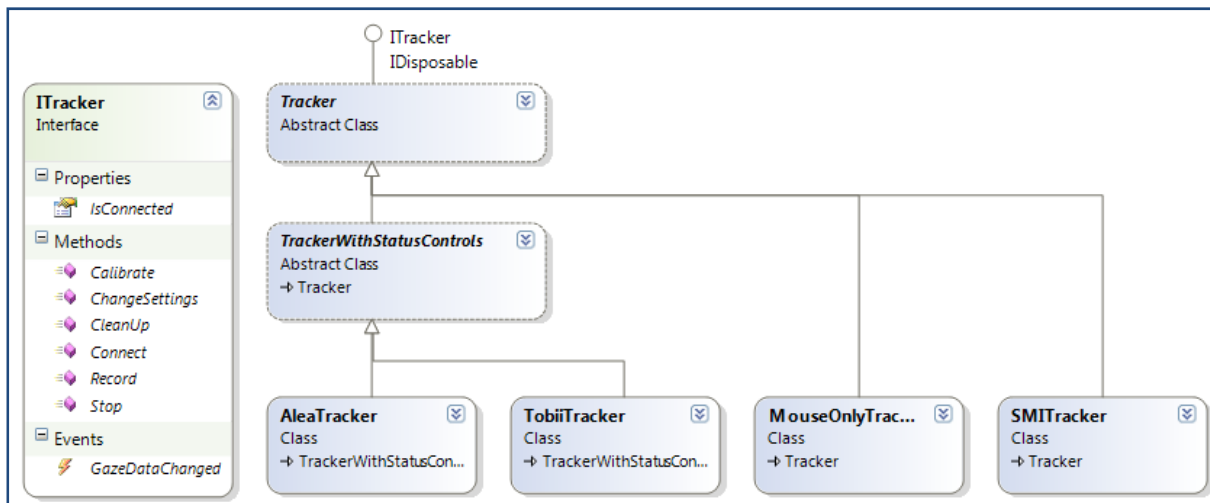 ITracker
IDisposable
ITracker
Interface
Properties
IsConnected
Methods
Calibrate
ChangeSettings
CleanUp
Connect
Record
Stop
Events
GazeDataChanged
Tracker
Abstract Class
TrackerWithStatusControls
Abstract Class
Tracker
AleaTracker
Class
TrackerWithStatusCon...
TobiiTracker
Class
TrackerWithStatusCon...
MouseOnlyTrac...
Class
Tracker
SMITracker
Class
Tracker